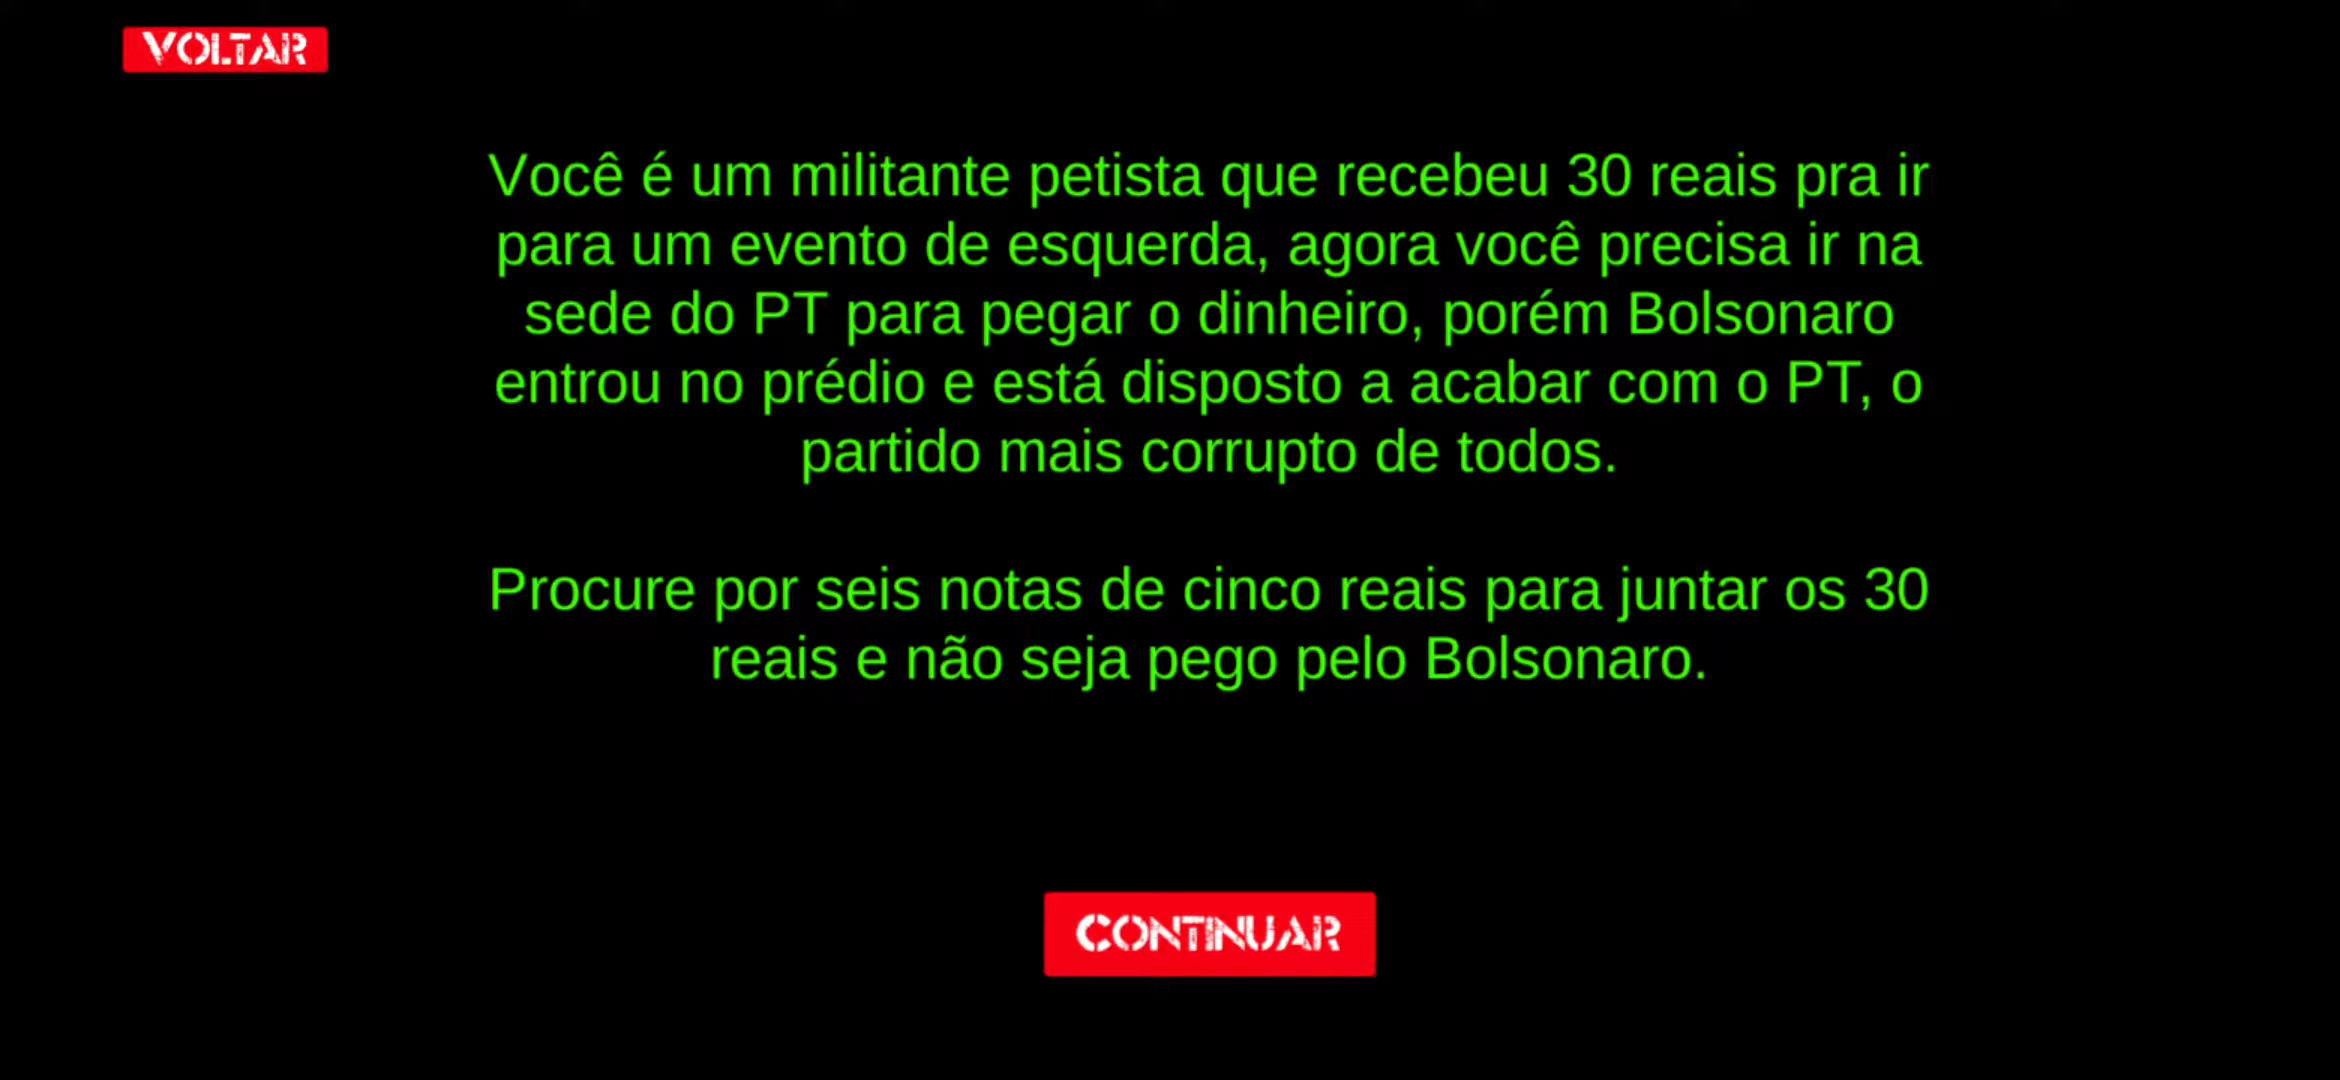 VOLTAR
Você é um militante petista que recebeu 30 reais pra ir
para um evento de esquerda, agora você precisa ir na
sede do PT para pegar o dinheiro, porém Bolsonaro
entrou no prédio e está disposto a acabar com o PT, o
partido mais corrupto de todos.
Procure por seis notas de cinco reais para juntar os 30
reais e não seja pego pelo Bolsonaro.
CONTINUAR